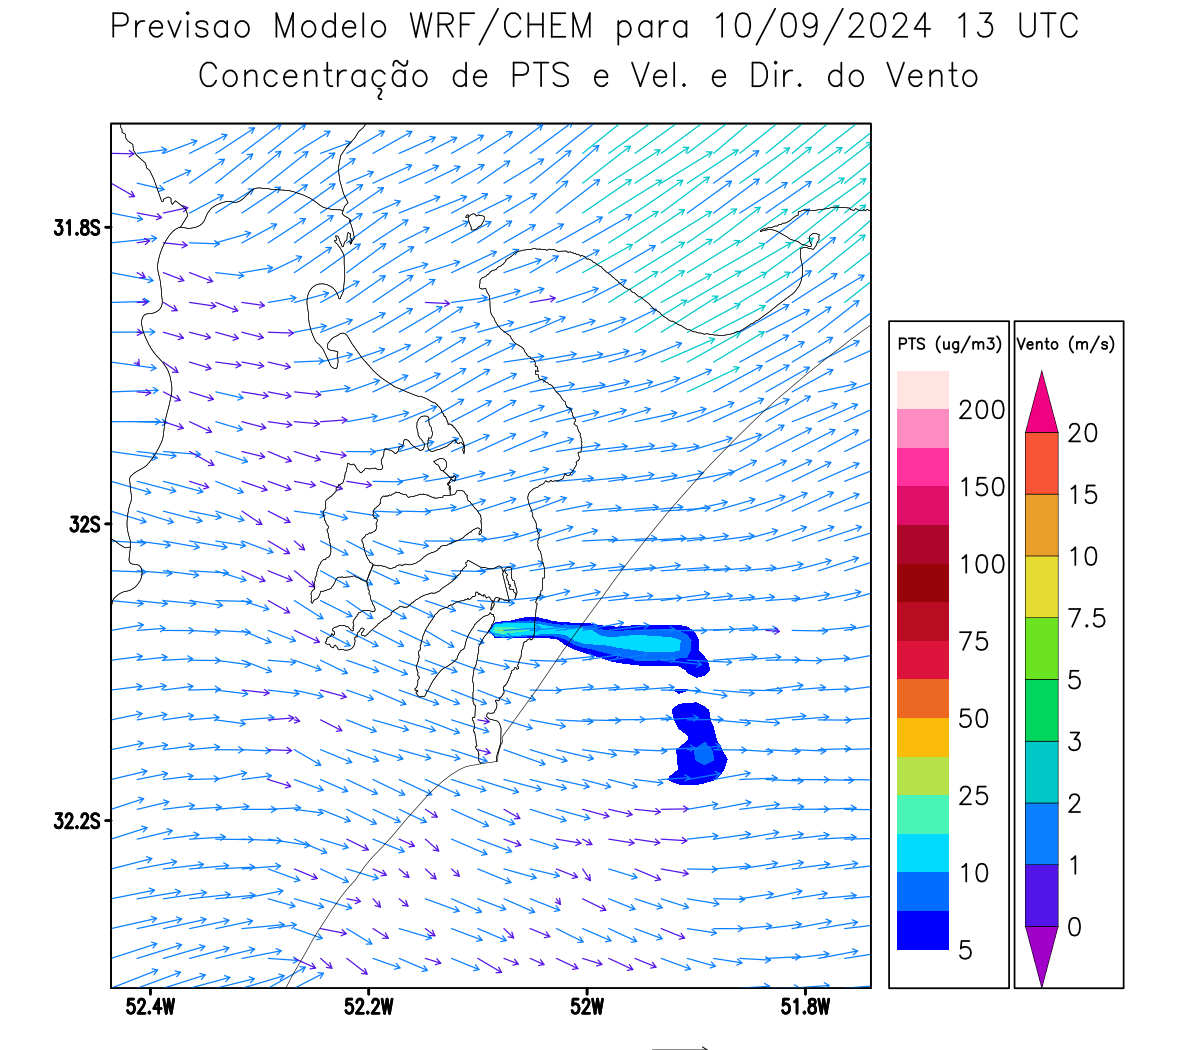 Previsao Modelo WRF/CHEM para 10/09/2024 13 UTC
Concentração de PTS e Vel. e Dir. do Vento
31.8S
32S
32.2S
52.4W 52.2W 52W 51.8W
PTS (ug/m3)
200
150
100
75
50
25
10
5
Vento (m/s)
20
15
10
7.5
5
3
2
1
0